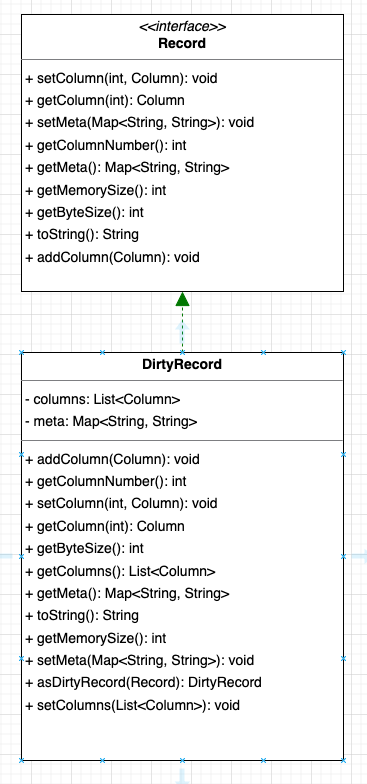 <<interface>>
Record
+ setColumn(int, Column): void
+ getColumn(int): Column
+ setMeta(Map<String, String>): void
+ getColumnNumber(): int
+ getMeta(): Map<String, String>
+ getMemorySize(): int
+ getByteSize(): int
+ toString(): String
+ addColumn(Column): void
DirtyRecord
- columns: List<Column>
- meta: Map<String, String>
+ addColumn(Column): void
+ getColumnNumber(): int
+ setColumn(int, Column): void
+ getColumn(int): Column
+ getByteSize(): int
+ getColumns(): List<Column>
+ getMeta(): Map<String, String>
+ toString(): String
+ getMemorySize(): int
+ setMeta(Map<String, String>): void
+ asDirtyRecord(Record): DirtyRecord
+ setColumns(List<Column>): void